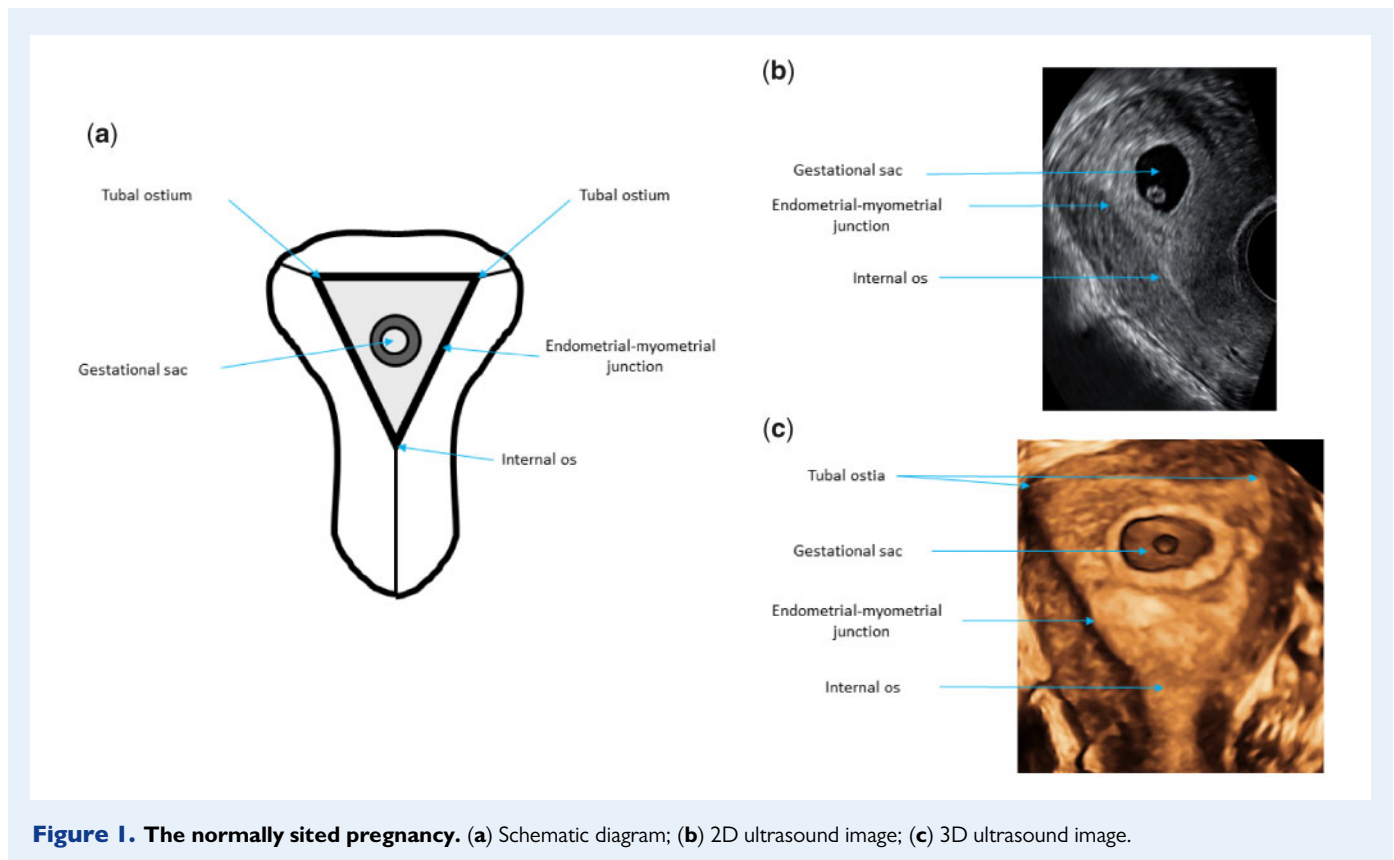 (a)
Tubal ostium
Tubal ostium
Gestational sac
Endometrial-myometrial
junction
Internal os
(b)
Gestational sac
Endometrial-myometrial
junction
Internal os
(c)
Tubal ostia
Gestational sac
Endometrial-myometrial
junction
Internal os
Figure 1. The normally sited pregnancy. (a) Schematic diagram; (b) 2D ultrasound image; (c) 3D ultrasound image.